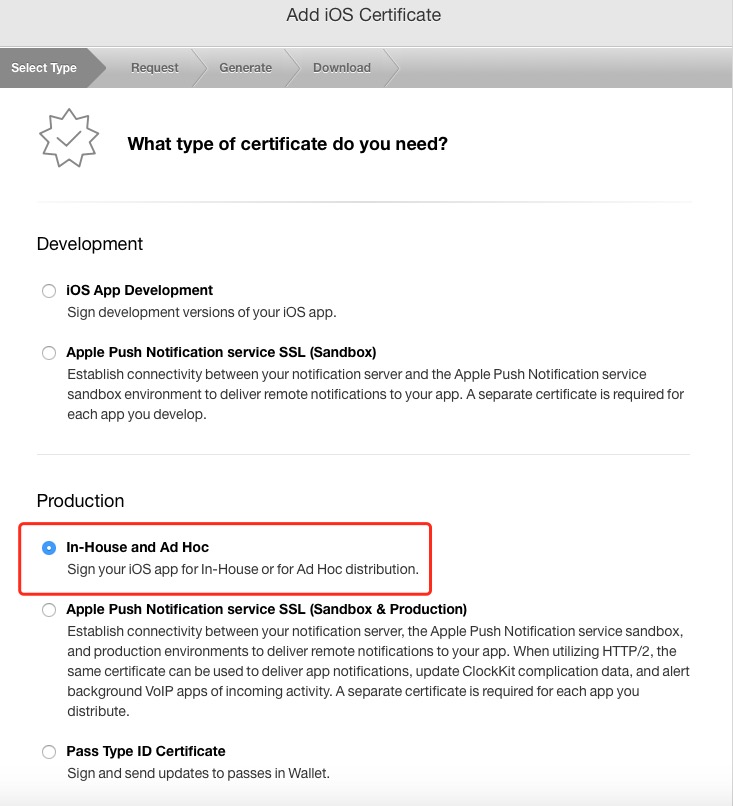 Add iOS Certificate
Select Type
Request
Generate
Download
What type of certificate do you need?
Development
iOS App Development
Sign development versions of your iOS app.
Apple Push Notification service SSL (Sandbox)
Establish connectivity between your notification server and the Apple Push Notification service
sandbox environment to deliver remote notifications to your app. A separate certificate is required for
each app you develop.
Production
In-House and Ad Hoc
Sign your iOS app for In-House or for Ad Hoc distribution.
Apple Push Notification service SSL (Sandbox & Production)
Establish connectivity between your notification server, the Apple Push Notification service sandbox,
and production environments to deliver remote notifications to your app. When utilizing HTTP/2, the
same certificate can be used to deliver app notifications, update ClockKit complication data, and alert
background VoIP apps of incoming activity. A separate certificate is required for each app you
distribute.
Pass Type ID Certificate
Sign and send updates to passes in Wallet.